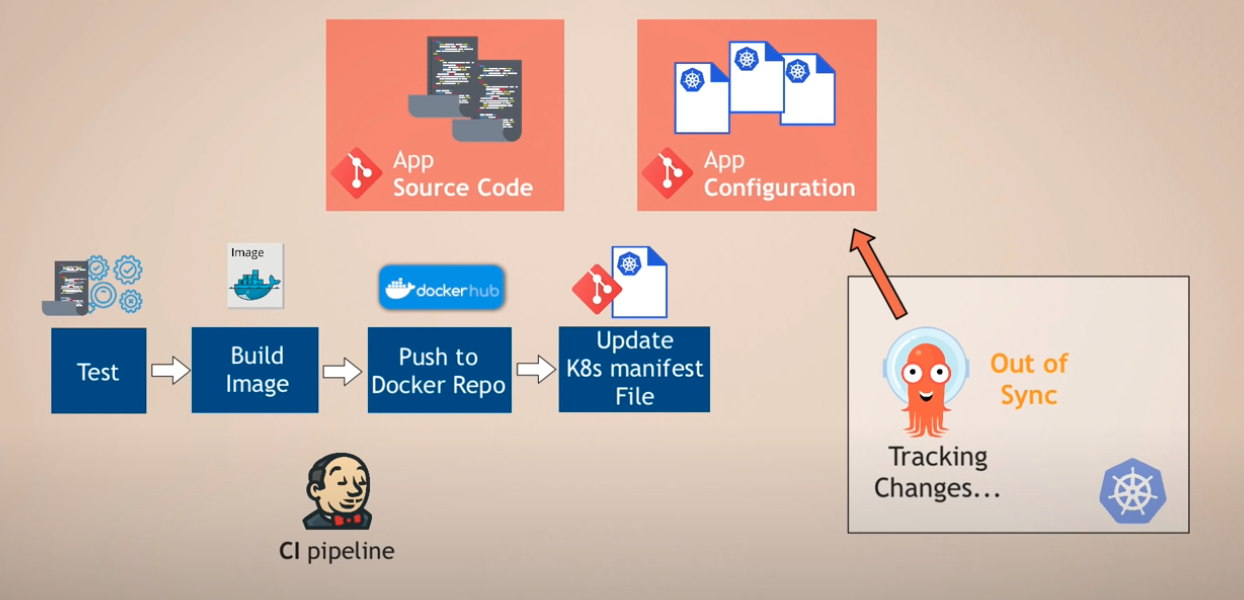 App
Source Code
App
Configuration
Image
dockerhub
Test
Build
Image
Push to
Docker Repo
Update
K8s manifest
File
Out of
Sync
Tracking
Changes...
CI pipeline